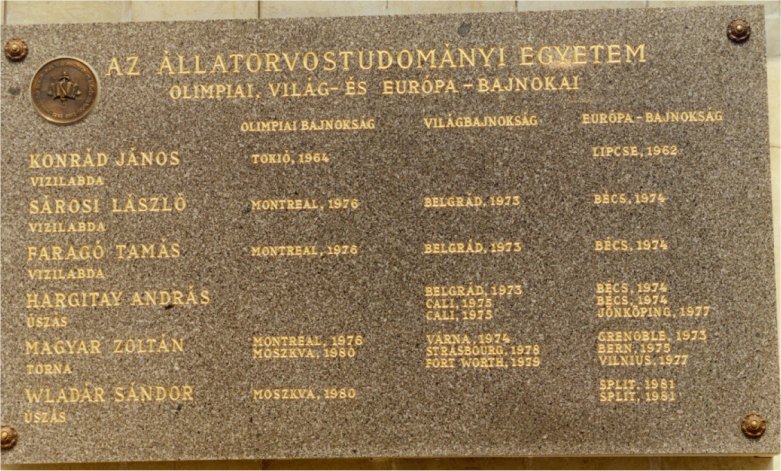 AZ ÁLLATORVOSTUDOMÁNYI EGYETEM
OLIMPIAI, VILÁG- ÉS EURÓPA-BAJNOKAI
OLIMPIAI BAJNOKSÁG VILÁGBAJNOKSÁG EURÓPA-BAJNOKSÁG
KONRÁD JÁNOS TOKIÓ, 1964 LIPCSE, 1962
VIZILABDA
SÁROSI LÁSZLÓ MONTREAL, 1976 BELGRÁD, 1973 BÉCS, 1974
VIZILABDA
FARAGÓ TAMÁS MONTREAL, 1976 BELGRÁD, 1973 BÉCS, 1974
VIZILABDA
HARGITAY ANDRÁS BELGRÁD, 1973 BÉCS, 1974
CALI, 1975 BÉCS, 1974
ÚSZÁS CALI, 1975 JÖNKÖPING, 1977
MAGYAR ZOLTÁN MONTREAL, 1976 VARNA, 1974 GRENOBLE, 1973
MOSZKVA, 1980 STRASBOURG, 1978 BERN, 1975
TORNA FORT WORTH, 1979 VILNIUS, 1977
WLADÁR SÁNDOR MOSZKVA, 1980 SPLIT, 1981
SPLIT, 1981
ÚSZÁS